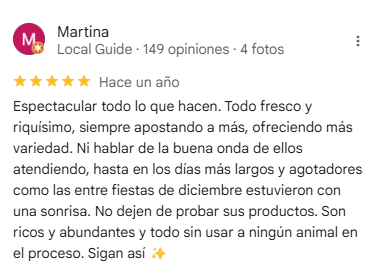 M
Martina
Local Guide · 149 opiniones · 4 fotos
Hace un año
Espectacular todo lo que hacen. Todo fresco y
riquísimo, siempre apostando a más, ofreciendo más
variedad. Ni hablar de la buena onda de ellos
atendiendo, hasta en los días más largos y agotadores
como las entre fiestas de diciembre estuvieron con
una sonrisa. No dejen de probar sus productos. Son
ricos y abundantes y todo sin usar a ningún animal en
el proceso. Sigan así ✨